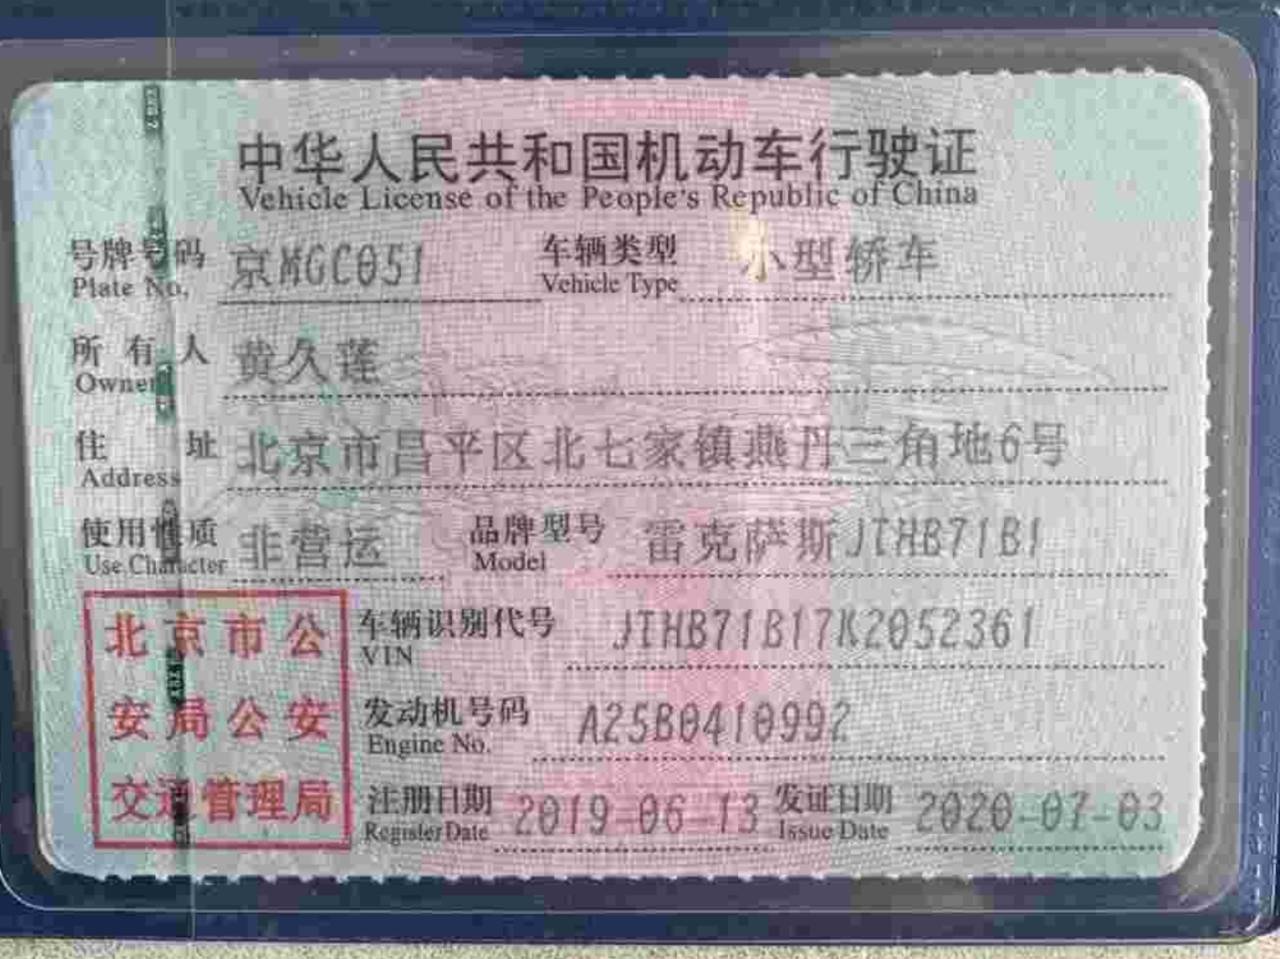 中华人民共和国机动车行驶证
Vehicle License of the People's Republic of China
号牌号码 京MGC051 车辆类型 小型轿车
Plate No. Vehicle Type
所有人 黄久莲
Owner
住址 北京市昌平区北七家镇燕丹三角地6号
Address
使用性质 非营运 品牌型号 雷克萨斯JTHB71B1
Use Character Model
北京市公 车辆识别代号 JTHB71B17K2052361
VIN
安局公安 发动机号码 A25B0410992
Engine No.
交通管理局 注册日期 2019-06-13 发证日期 2020-07-03
Register Date Issue Date